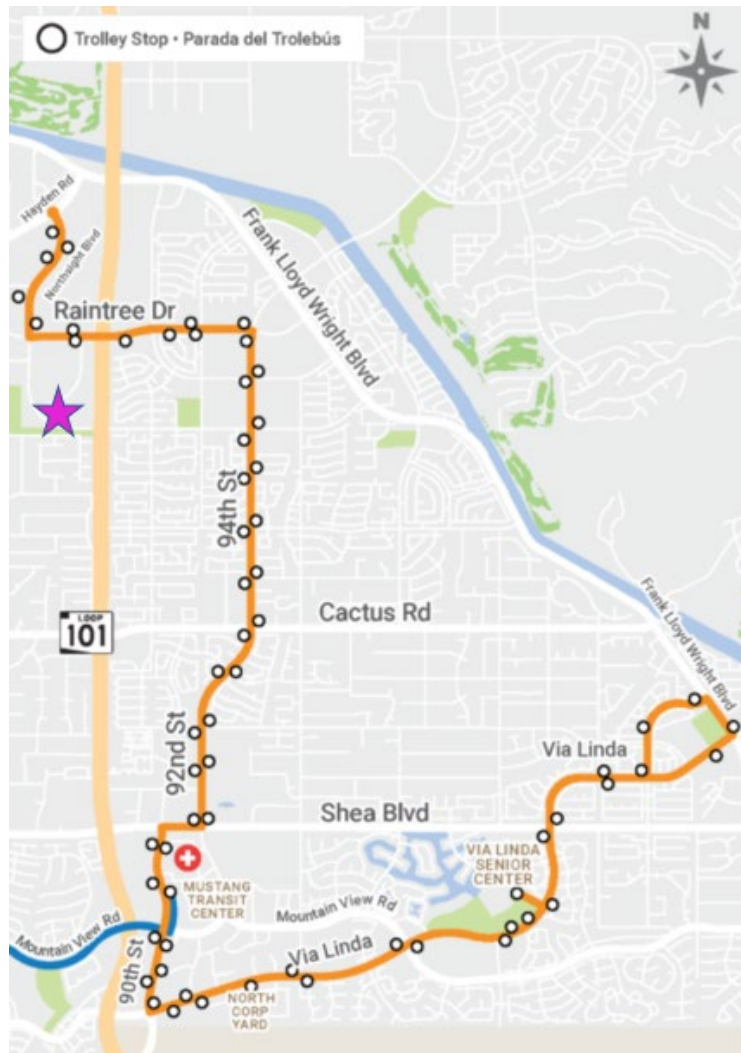 Trolley Stop • Parada del Trolebús
N
Hayden Rd
Northsight Blvd
Raintree Dr
Frank Lloyd Wright Blvd
94th St
LOOP
101
Cactus Rd
Frank Lloyd Wright Blvd
92nd St
Via Linda
Shea Blvd
VIA LINDA
SENIOR
CENTER
MUSTANG
TRANSIT
CENTER
Mountain View Rd
Mountain View Rd
90th St
Via Linda
NORTH
CORP
YARD